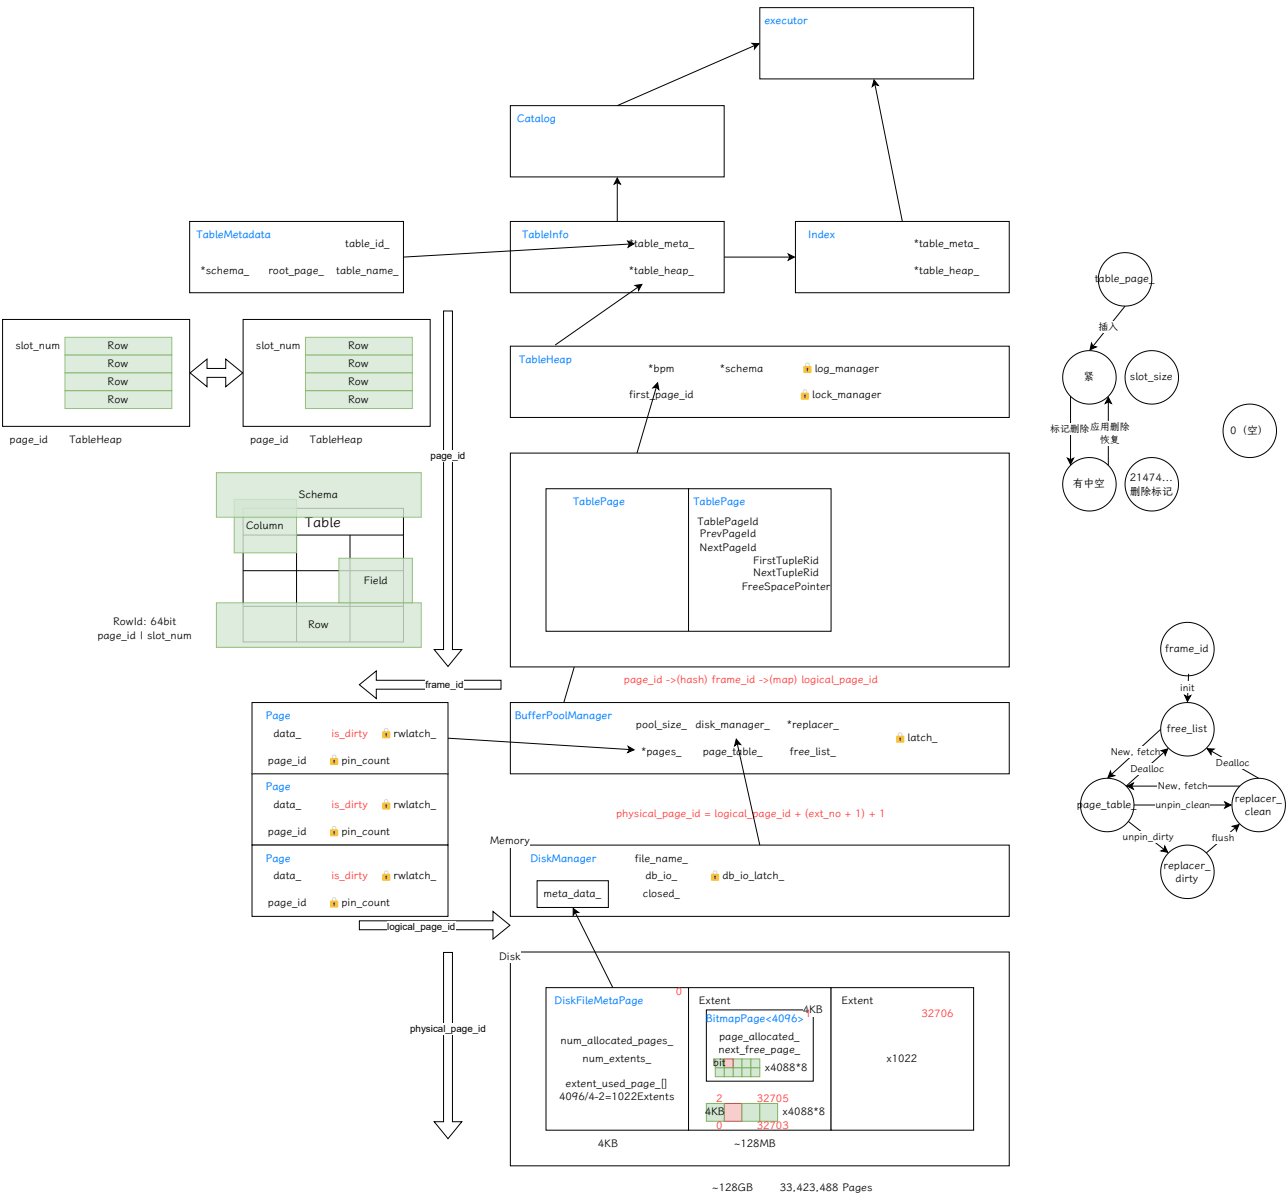 executor
Catalog
TableMetadata
table_id_
*schema_ root_page_ table_name_
TableInfo
*table_meta_
*table_heap_
Index
*table_meta_
*table_heap_
slot_num
Row
Row
Row
Row
page_id TableHeap
slot_num
Row
Row
Row
Row
page_id TableHeap
page_id
TableHeap
*bpm *schema 🔒log_manager
first_page_id 🔒lock_manager
Schema
Column
Table
Field
Row
RowId: 64bit
page_id | slot_num
TablePage
TablePage
TablePageId
PrevPageId
NextPageId
FirstTupleRid
NextTupleRid
FreeSpacePointer
frame_id
page_id ->(hash) frame_id ->(map) logical_page_id
Page
data_ is_dirty 🔒rwlatch_
page_id 🔒pin_count
Page
data_ is_dirty 🔒rwlatch_
page_id 🔒pin_count
Page
data_ is_dirty 🔒rwlatch_
page_id 🔒pin_count
BufferPoolManager
pool_size_ disk_manager_ *replacer_
🔒latch_
*pages_ page_table_ free_list_
physical_page_id = logical_page_id + (ext_no + 1) + 1
Memory
DiskManager
file_name_
db_io_ 🔒db_io_latch_
meta_data_
closed_
logical_page_id
physical_page_id
Disk
DiskFileMetaPage
0
num_allocated_pages_
num_extents_
extent_used_page_[]
4096/4-2=1022Extents
4KB
Extent
4KB
BitmapPage<4096>
1
page_allocated_
next_free_page_
bit
x4088*8
2 32705
4KB x4088*8
0 32703
~128MB
Extent
32706
x1022
~128GB 33,423,488 Pages
table_page_
插入
紧
slot_size
标记删除
应用删除
恢复
0（空）
有中空
21474...
删除标记
frame_id
init
free_list_
New, fetch
Dealloc
Dealloc
New, fetch
page_table_
unpin_clean
replacer_
clean
unpin_dirty
flush
replacer_
dirty